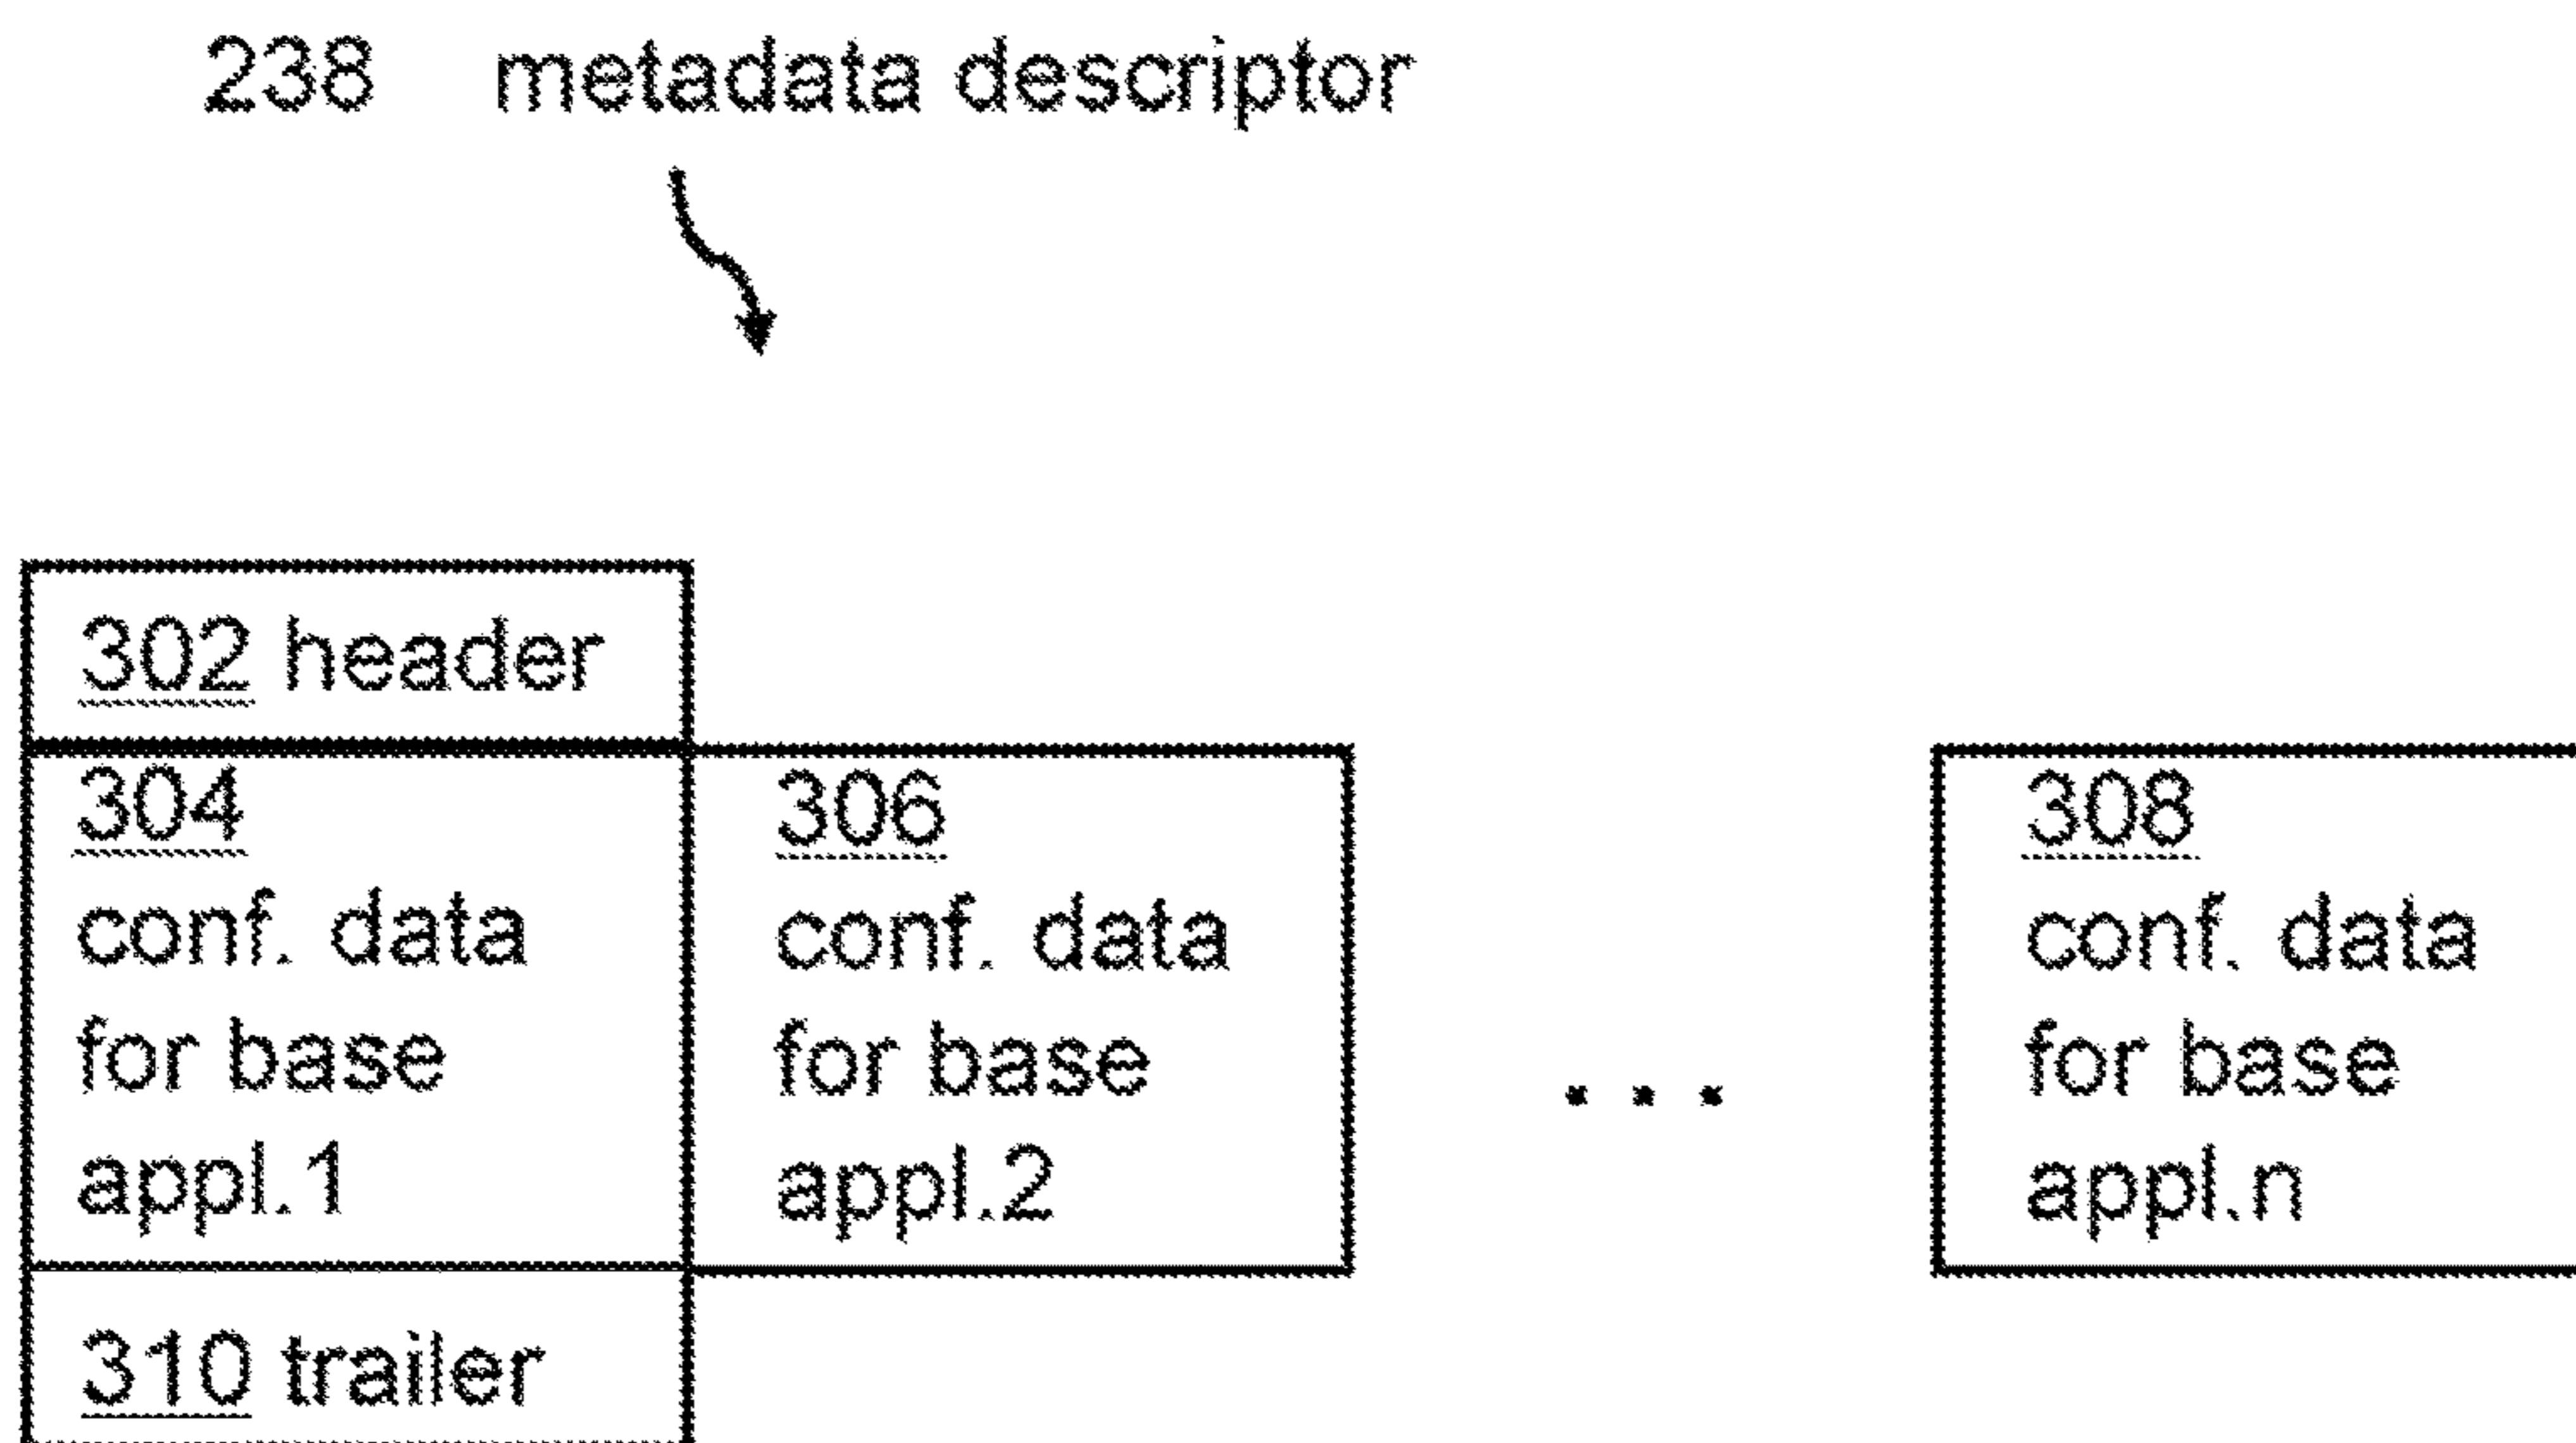 238 metadata descriptor
302 header
304
conf. data
for base
appl.1
306
conf. data
for base
appl.2
. . .
308
conf. data
for base
appl.n
310 trailer